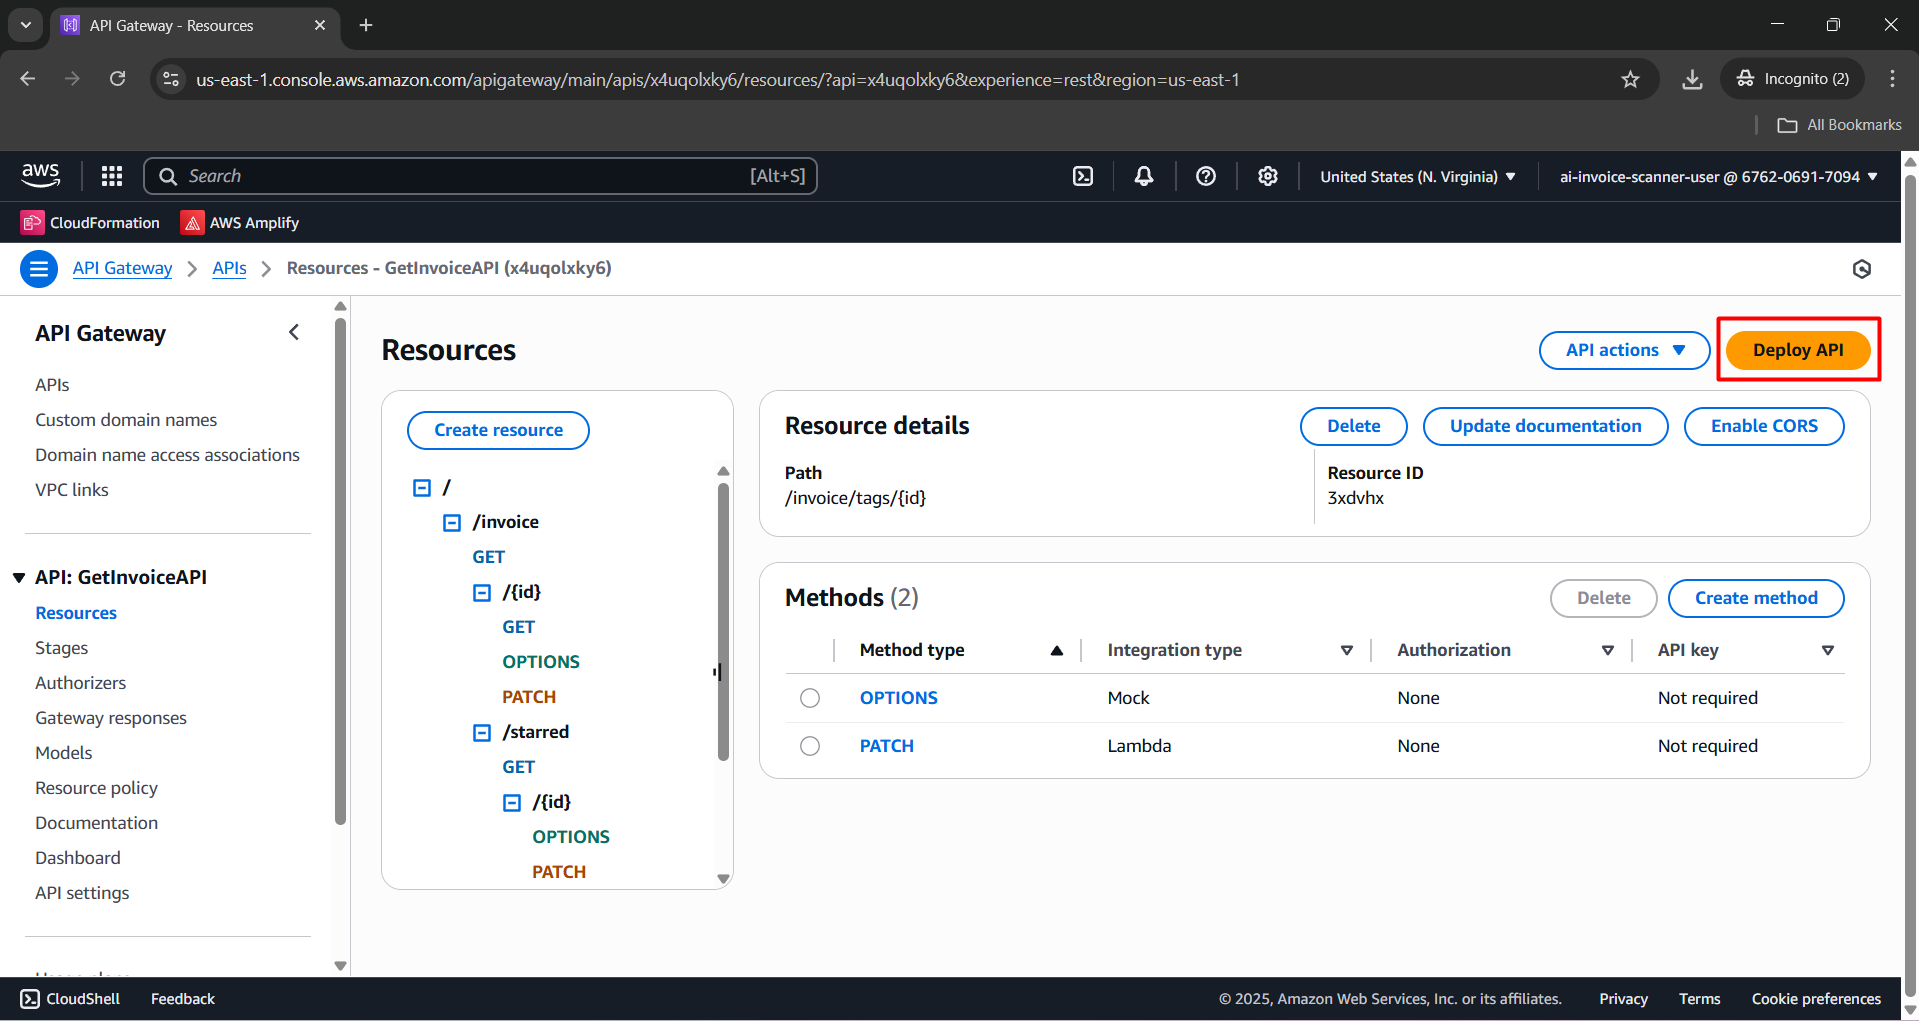 API Gateway - Resources
us-east-1.console.aws.amazon.com/apigateway/main/apis/x4uqolxky6/resources/?api=x4uqolxky6&experience=rest&region=us-east-1
Incognito (2)
All Bookmarks
aws
Search
[Alt+S]
United States (N. Virginia)
ai-invoice-scanner-user @ 6762-0691-7094
CloudFormation
AWS Amplify
API Gateway
APIs
Resources - GetInvoiceAPI (x4uqolxky6)
API Gateway
APIs
Custom domain names
Domain name access associations
VPC links
API: GetInvoiceAPI
Resources
Stages
Authorizers
Gateway responses
Models
Resource policy
Documentation
Dashboard
API settings
Resources
API actions
Deploy API
Create resource
/
/invoice
GET
/{id}
GET
OPTIONS
PATCH
/starred
GET
/{id}
OPTIONS
PATCH
Resource details
Delete
Update documentation
Enable CORS
Path
/invoice/tags/{id}
Resource ID
3xdvhx
Methods (2)
Delete
Create method
Method type
Integration type
Authorization
API key
OPTIONS
Mock
None
Not required
PATCH
Lambda
None
Not required
CloudShell
Feedback
© 2025, Amazon Web Services, Inc. or its affiliates.
Privacy
Terms
Cookie preferences